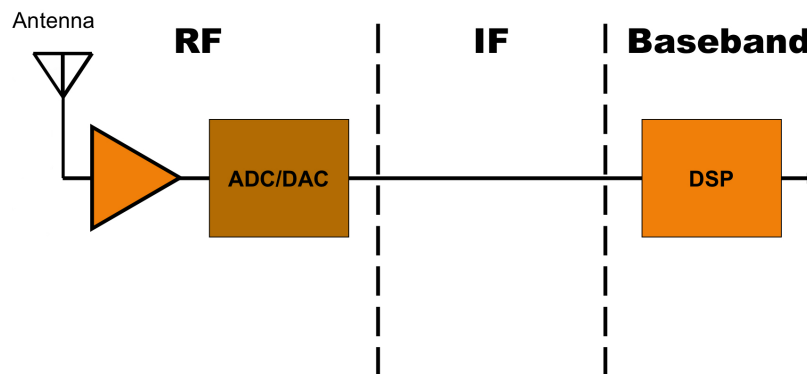 Antenna
RF
IF
Baseband
ADC/DAC
DSP